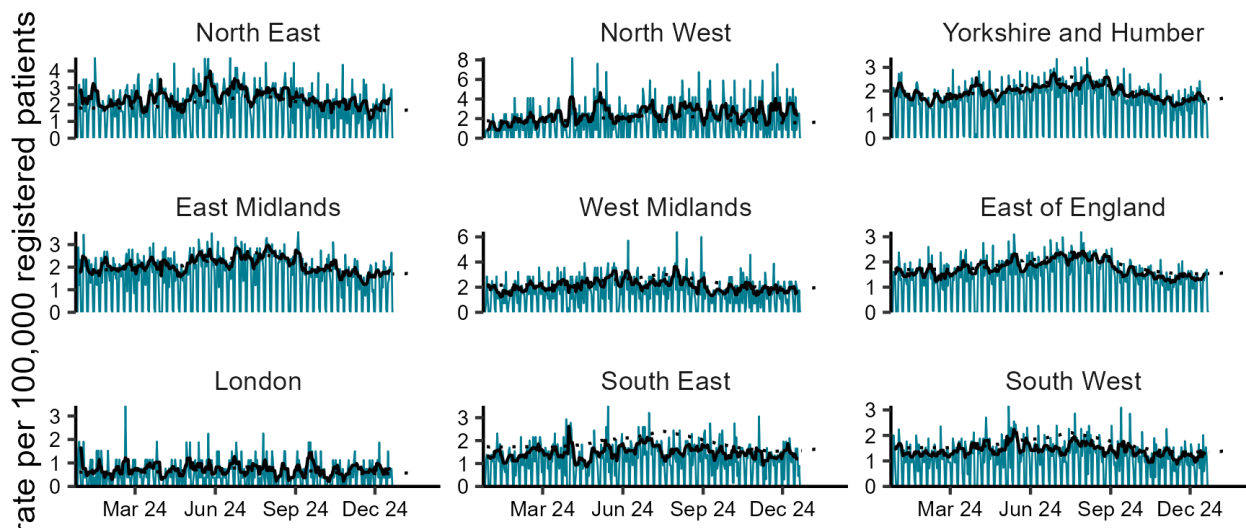 rate per 100,000 registered patients
North East
North West
Yorkshire and Humber
4
3
2
1
0
8
6
4
2
0
3
2
1
0
East Midlands
West Midlands
East of England
3
2
1
0
6
4
2
0
3
2
1
0
London
South East
South West
3
2
1
0
3
2
1
0
3
2
1
0
Mar 24 Jun 24 Sep 24 Dec 24
Mar 24 Jun 24 Sep 24 Dec 24
Mar 24 Jun 24 Sep 24 Dec 24